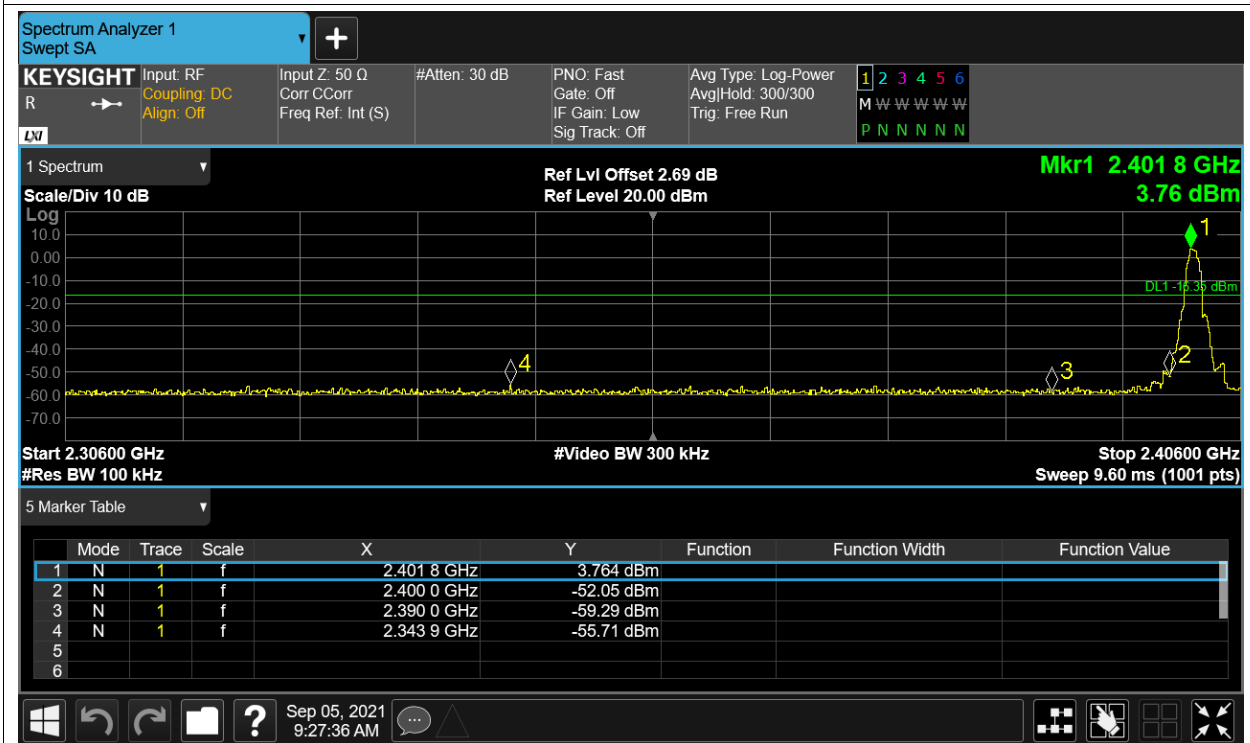 Spectrum Analyzer 1
Swept SA
KEYSIGHT
R
LXI
Input: RF
Coupling: DC
Align: Off
Input Z: 50 Ω
Corr CCorr
Freq Ref: Int (S)
#Atten: 30 dB
PNO: Fast
Gate: Off
IF Gain: Low
Sig Track: Off
Avg Type: Log-Power
Avg|Hold: 300/300
Trig: Free Run
1 2 3 4 5 6
M W W W W W
P N N N N N
1 Spectrum
Scale/Div 10 dB
Ref Lvl Offset 2.69 dB
Ref Level 20.00 dBm
Mkr1 2.401 8 GHz
3.76 dBm
Log
10.0
0.00
-10.0
-20.0
-30.0
-40.0
-50.0
-60.0
-70.0
1
DL1 -16.35 dBm
2
3
4
Start 2.30600 GHz
#Res BW 100 kHz
#Video BW 300 kHz
Stop 2.40600 GHz
Sweep 9.60 ms (1001 pts)
5 Marker Table
Mode Trace Scale X Y Function Function Width Function Value
1 N 1 f 2.401 8 GHz 3.764 dBm
2 N 1 f 2.400 0 GHz -52.05 dBm
3 N 1 f 2.390 0 GHz -59.29 dBm
4 N 1 f 2.343 9 GHz -55.71 dBm
5
6
?
Sep 05, 2021
9:27:36 AM